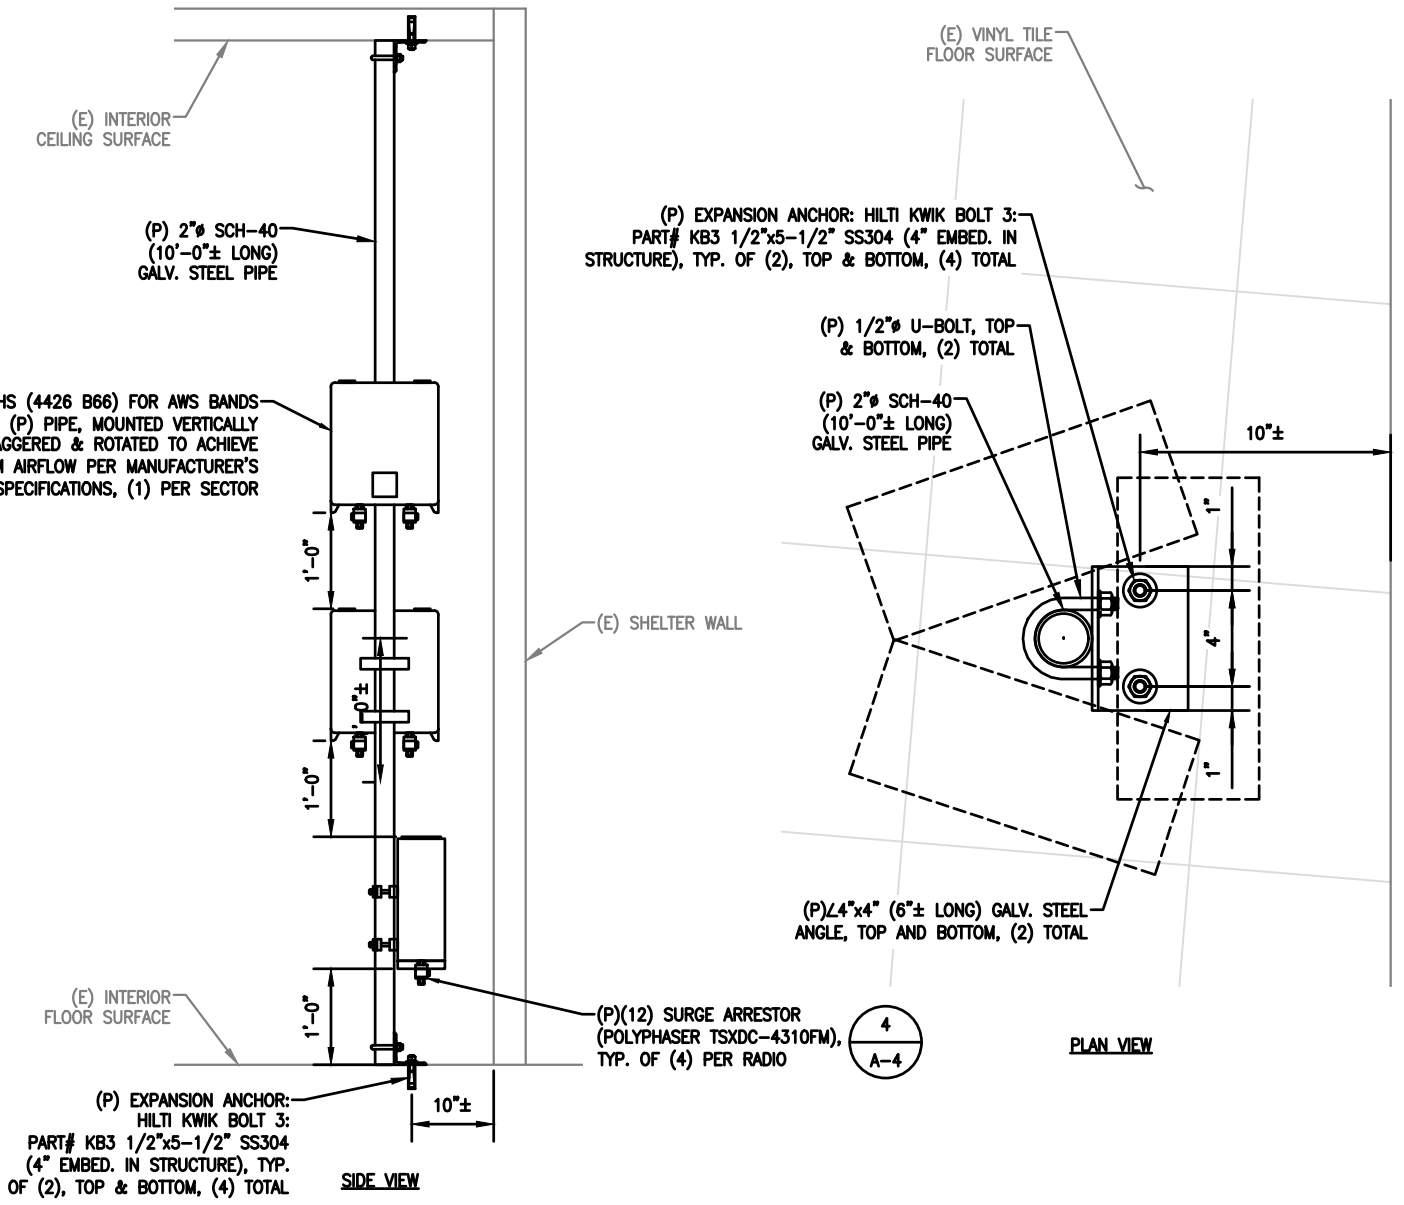 (E) INTERIOR
CEILING SURFACE
(P) 2"ø SCH-40
(10'-0"± LONG)
GALV. STEEL PIPE
(4426 B66) FOR AWS BANDS
(P) PIPE, MOUNTED VERTICALLY
& ROTATED TO ACHIEVE
AIRFLOW PER MANUFACTURER'S
SPECIFICATIONS, (1) PER SECTOR
1'-0"
(E) SHELTER WALL
0"±
1'-0"
1'-0"
(E) INTERIOR
FLOOR SURFACE
(P)(12) SURGE ARRESTOR
(POLYPHASER TSXDC-4310FM),
TYP. OF (4) PER RADIO
4
A-4
(P) EXPANSION ANCHOR:
HILTI KWIK BOLT 3:
PART# KB3 1/2"x5-1/2" SS304
(4" EMBED. IN STRUCTURE), TYP.
OF (2), TOP & BOTTOM, (4) TOTAL
10"±
SIDE VIEW
(E) VINYL TILE
FLOOR SURFACE
(P) EXPANSION ANCHOR: HILTI KWIK BOLT 3:
PART# KB3 1/2"x5-1/2" SS304 (4" EMBED. IN
STRUCTURE), TYP. OF (2), TOP & BOTTOM, (4) TOTAL
(P) 1/2"ø U-BOLT, TOP
& BOTTOM, (2) TOTAL
(P) 2"ø SCH-40
(10'-0"± LONG)
GALV. STEEL PIPE
10"±
1"
4"
1"
(P)∠4"x4" (6"± LONG) GALV. STEEL
ANGLE, TOP AND BOTTOM, (2) TOTAL
PLAN VIEW